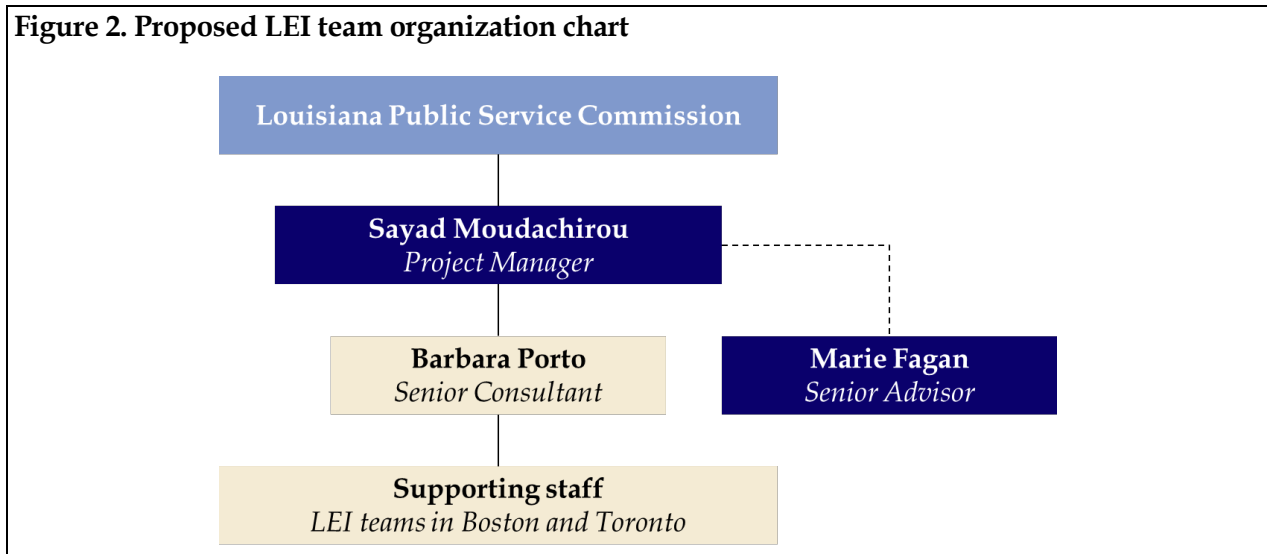 Figure 2. Proposed LEI team organization chart
Louisiana Public Service Commission
Sayad Moudachirou
Project Manager
Barbara Porto
Senior Consultant
Marie Fagan
Senior Advisor
Supporting staff
LEI teams in Boston and Toronto